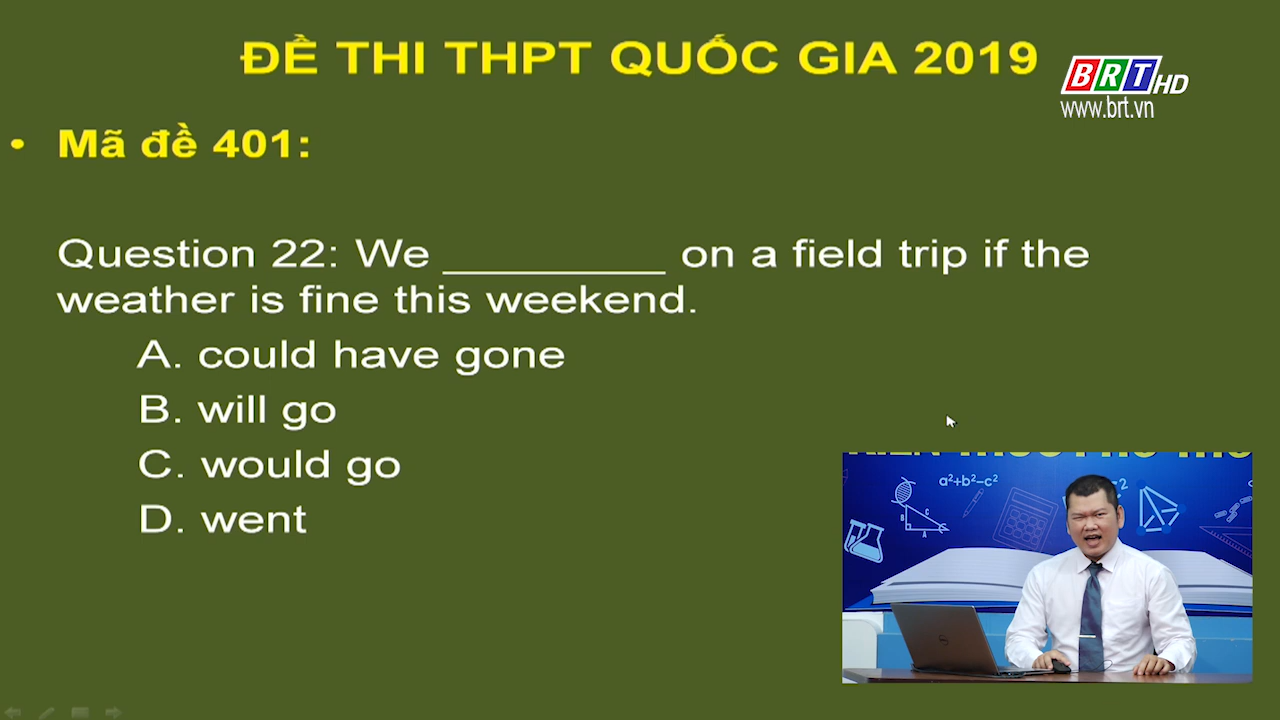 ĐỀ THI THPT QUỐC GIA 2019
BRT HD
www.brt.vn
• Mã đề 401:
Question 22: We __________ on a field trip if the
weather is fine this weekend.
A. could have gone
B. will go
C. would go
D. went
a²+b²–c²
B
C
A